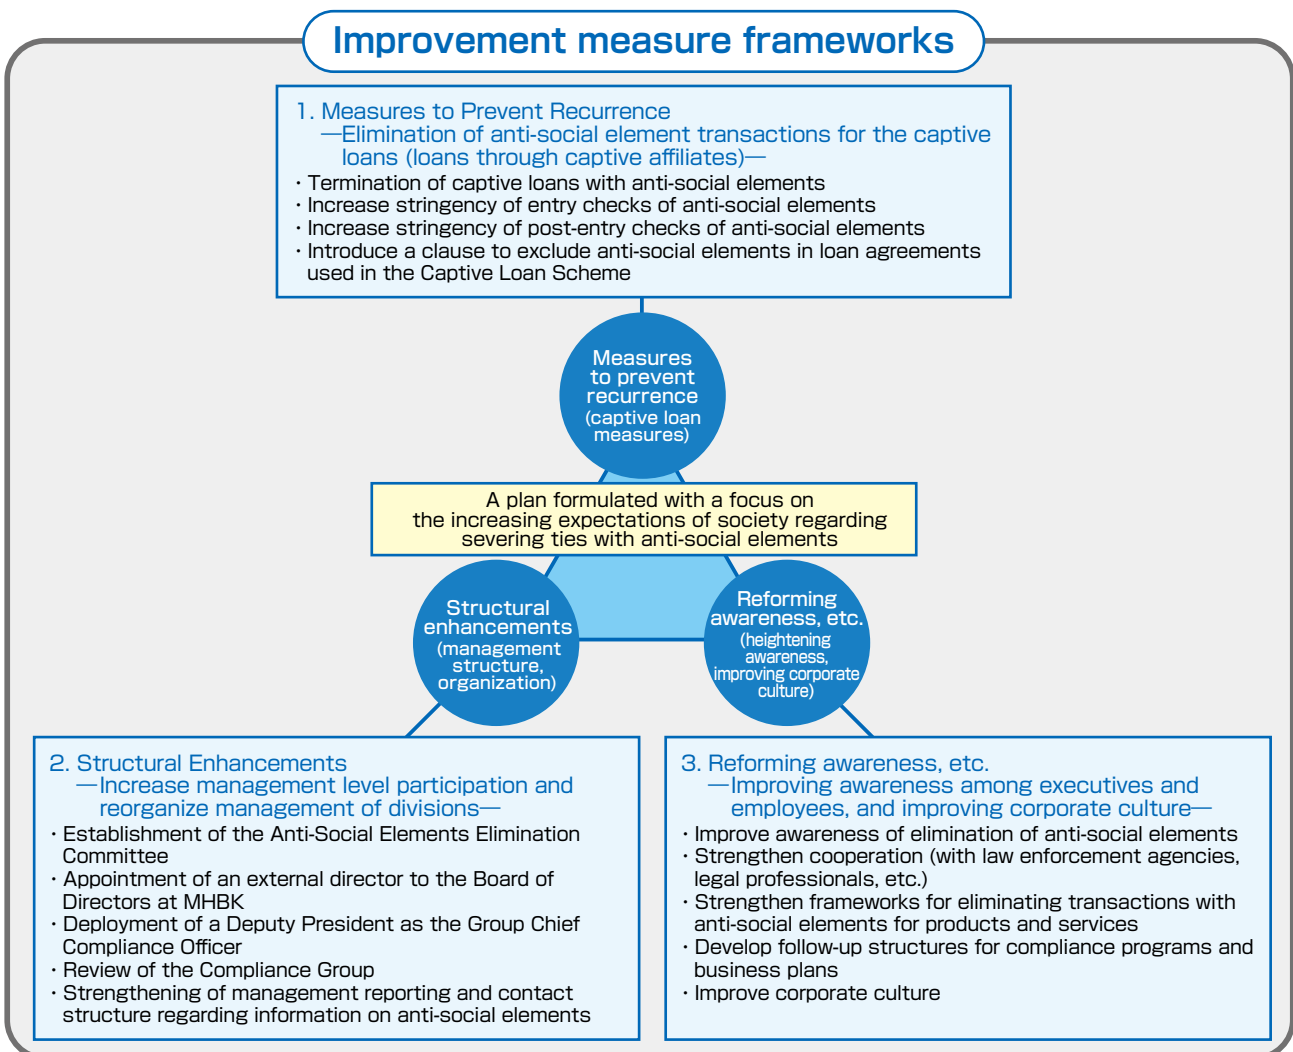 Improvement measure frameworks
1. Measures to Prevent Recurrence
—Elimination of anti-social element transactions for the captive
loans (loans through captive affiliates)—
・Termination of captive loans with anti-social elements
・Increase stringency of entry checks of anti-social elements
・Increase stringency of post-entry checks of anti-social elements
・Introduce a clause to exclude anti-social elements in loan agreements
used in the Captive Loan Scheme
Measures
to prevent
recurrence
(captive loan
measures)
A plan formulated with a focus on
the increasing expectations of society regarding
severing ties with anti-social elements
Structural
enhancements
(management
structure,
organization)
Reforming
awareness, etc.
(heightening
awareness,
improving corporate
culture)
2. Structural Enhancements
—Increase management level participation and
reorganize management of divisions—
・Establishment of the Anti-Social Elements Elimination
Committee
・Appointment of an external director to the Board of
Directors at MHBK
・Deployment of a Deputy President as the Group Chief
Compliance Officer
・Review of the Compliance Group
・Strengthening of management reporting and contact
structure regarding information on anti-social elements
3. Reforming awareness, etc.
—Improving awareness among executives and
employees, and improving corporate culture—
・Improve awareness of elimination of anti-social elements
・Strengthen cooperation (with law enforcement agencies,
legal professionals, etc.)
・Strengthen frameworks for eliminating transactions with
anti-social elements for products and services
・Develop follow-up structures for compliance programs and
business plans
・Improve corporate culture